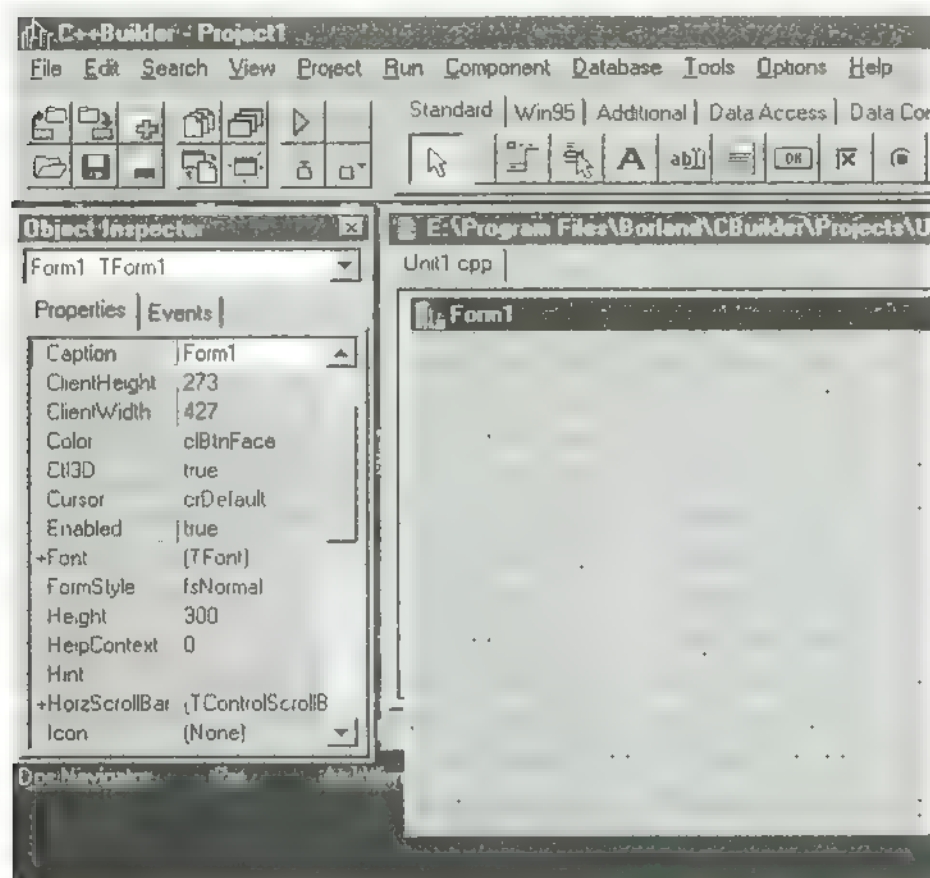 C++Builder - Project1
File Edit Search View Project Run Component Database Tools Options Help
Standard Win95 Additional Data Access Data Con
A ab OK
Object Inspector
Form1 TForm1
Properties Events
Caption Form1
ClientHeight 273
ClientWidth 427
Color clBtnFace
Ctl3D true
Cursor crDefault
Enabled true
+Font (TFont)
FormStyle fsNormal
Height 300
HelpContext 0
Hint
+HorzScrollBar (TControlScrollB
Icon (None)
E:\Program Files\Borland\CBuilder\Projects\U
Unit1 cpp
Form1